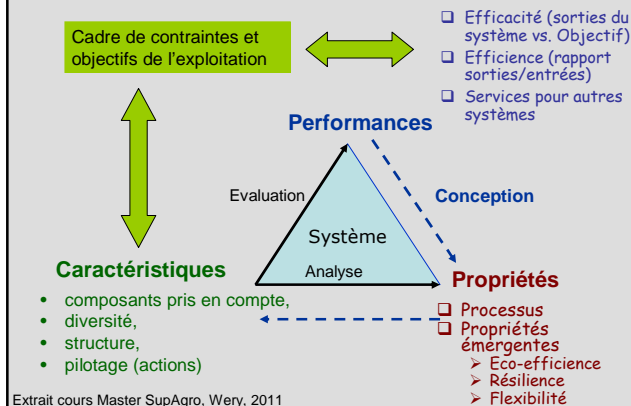 Cadre de contraintes et
objectifs de l'exploitation
❑ Efficacité (sorties du
système vs. Objectif)
❑ Efficience (rapport
sorties/entrées)
❑ Services pour autres
systèmes
Performances
Evaluation
Conception
Système
Analyse
Caractéristiques
• composants pris en compte,
• diversité,
• structure,
• pilotage (actions)
Propriétés
❑ Processus
❑ Propriétés
émergentes
➢ Eco-efficience
➢ Résilience
➢ Flexibilité
Extrait cours Master SupAgro, Wery, 2011